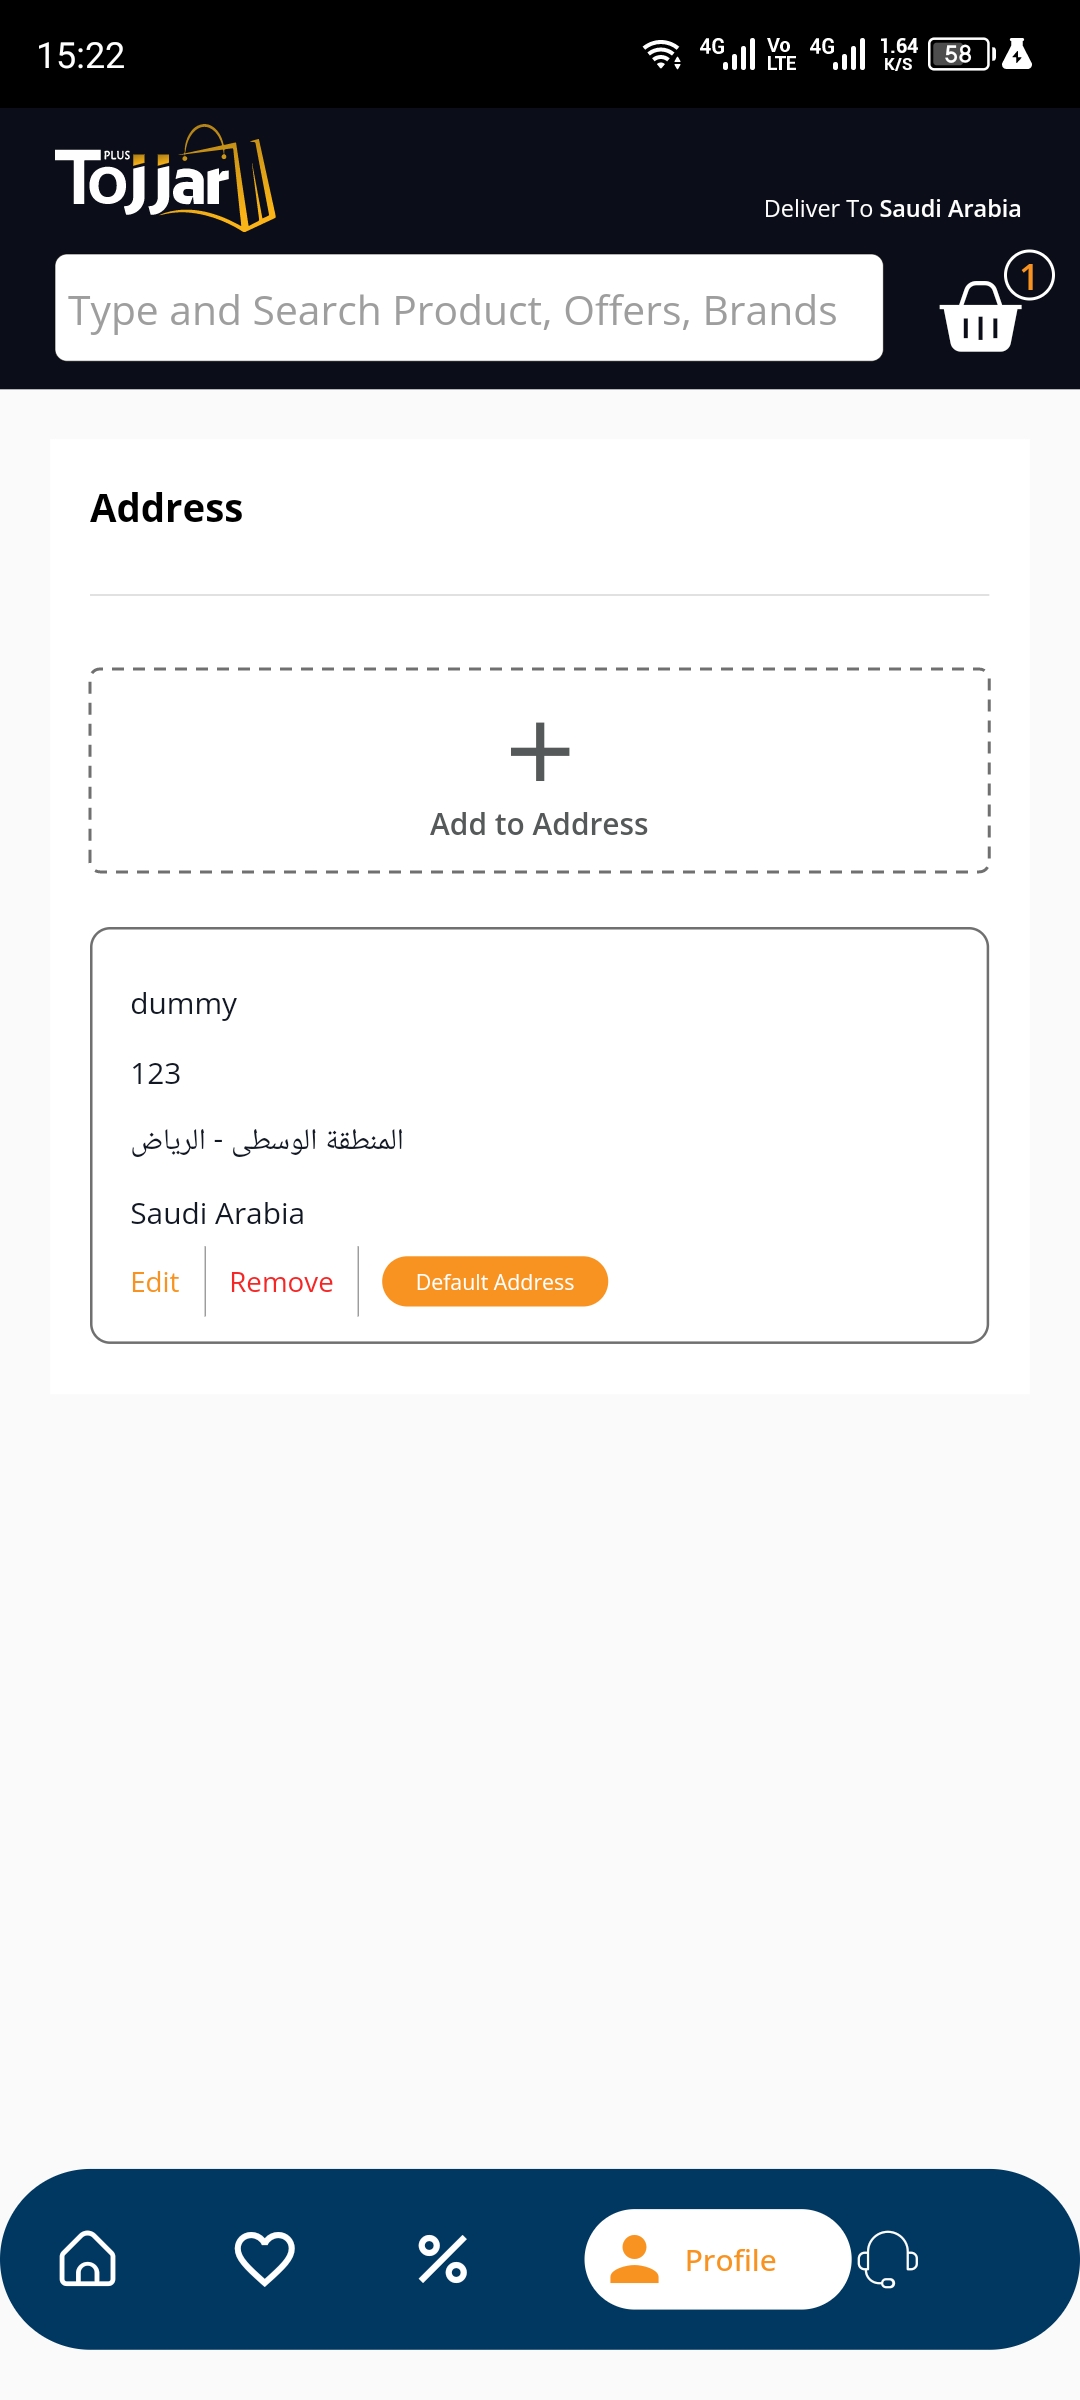 15:22
4G
Vo
LTE
4G
1.64
K/S
58
Tojjar
PLUS
Deliver To Saudi Arabia
Type and Search Product, Offers, Brands
1
Address
Add to Address
dummy
123
المنطقة الوسطى - الرياض
Saudi Arabia
Edit
Remove
Default Address
Profile